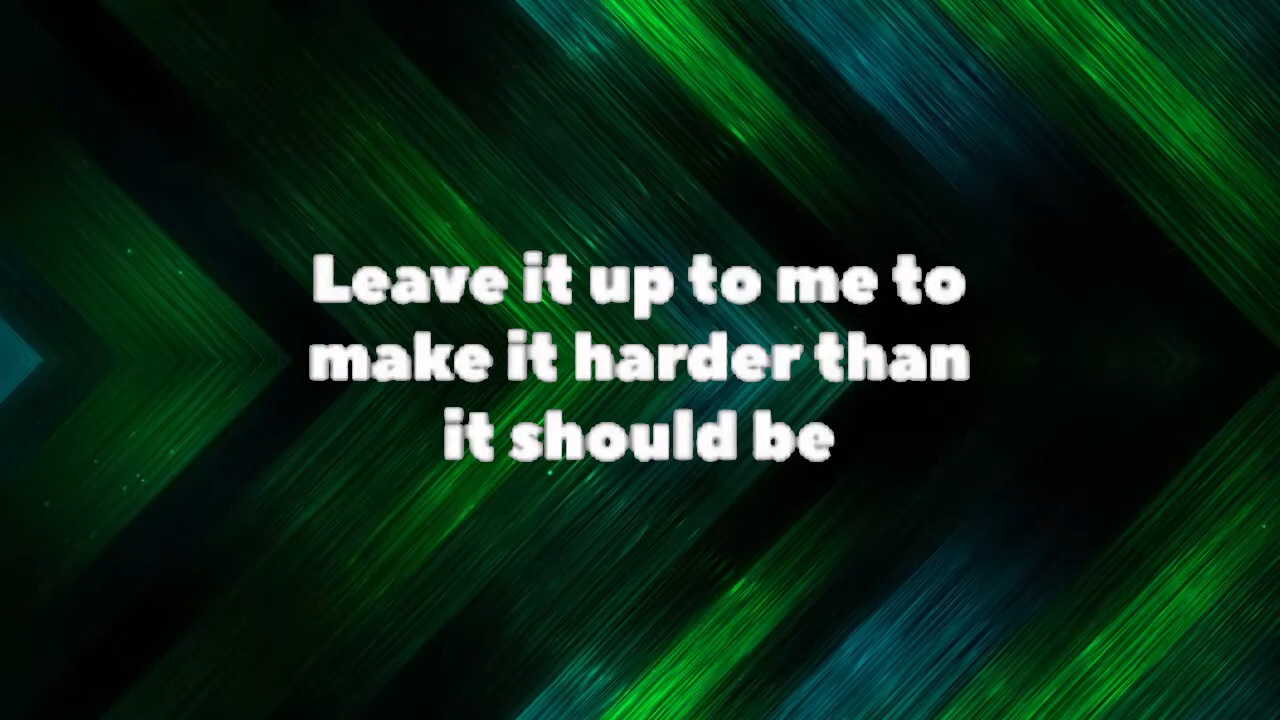 Leave it up to me to
make it harder than
it should be